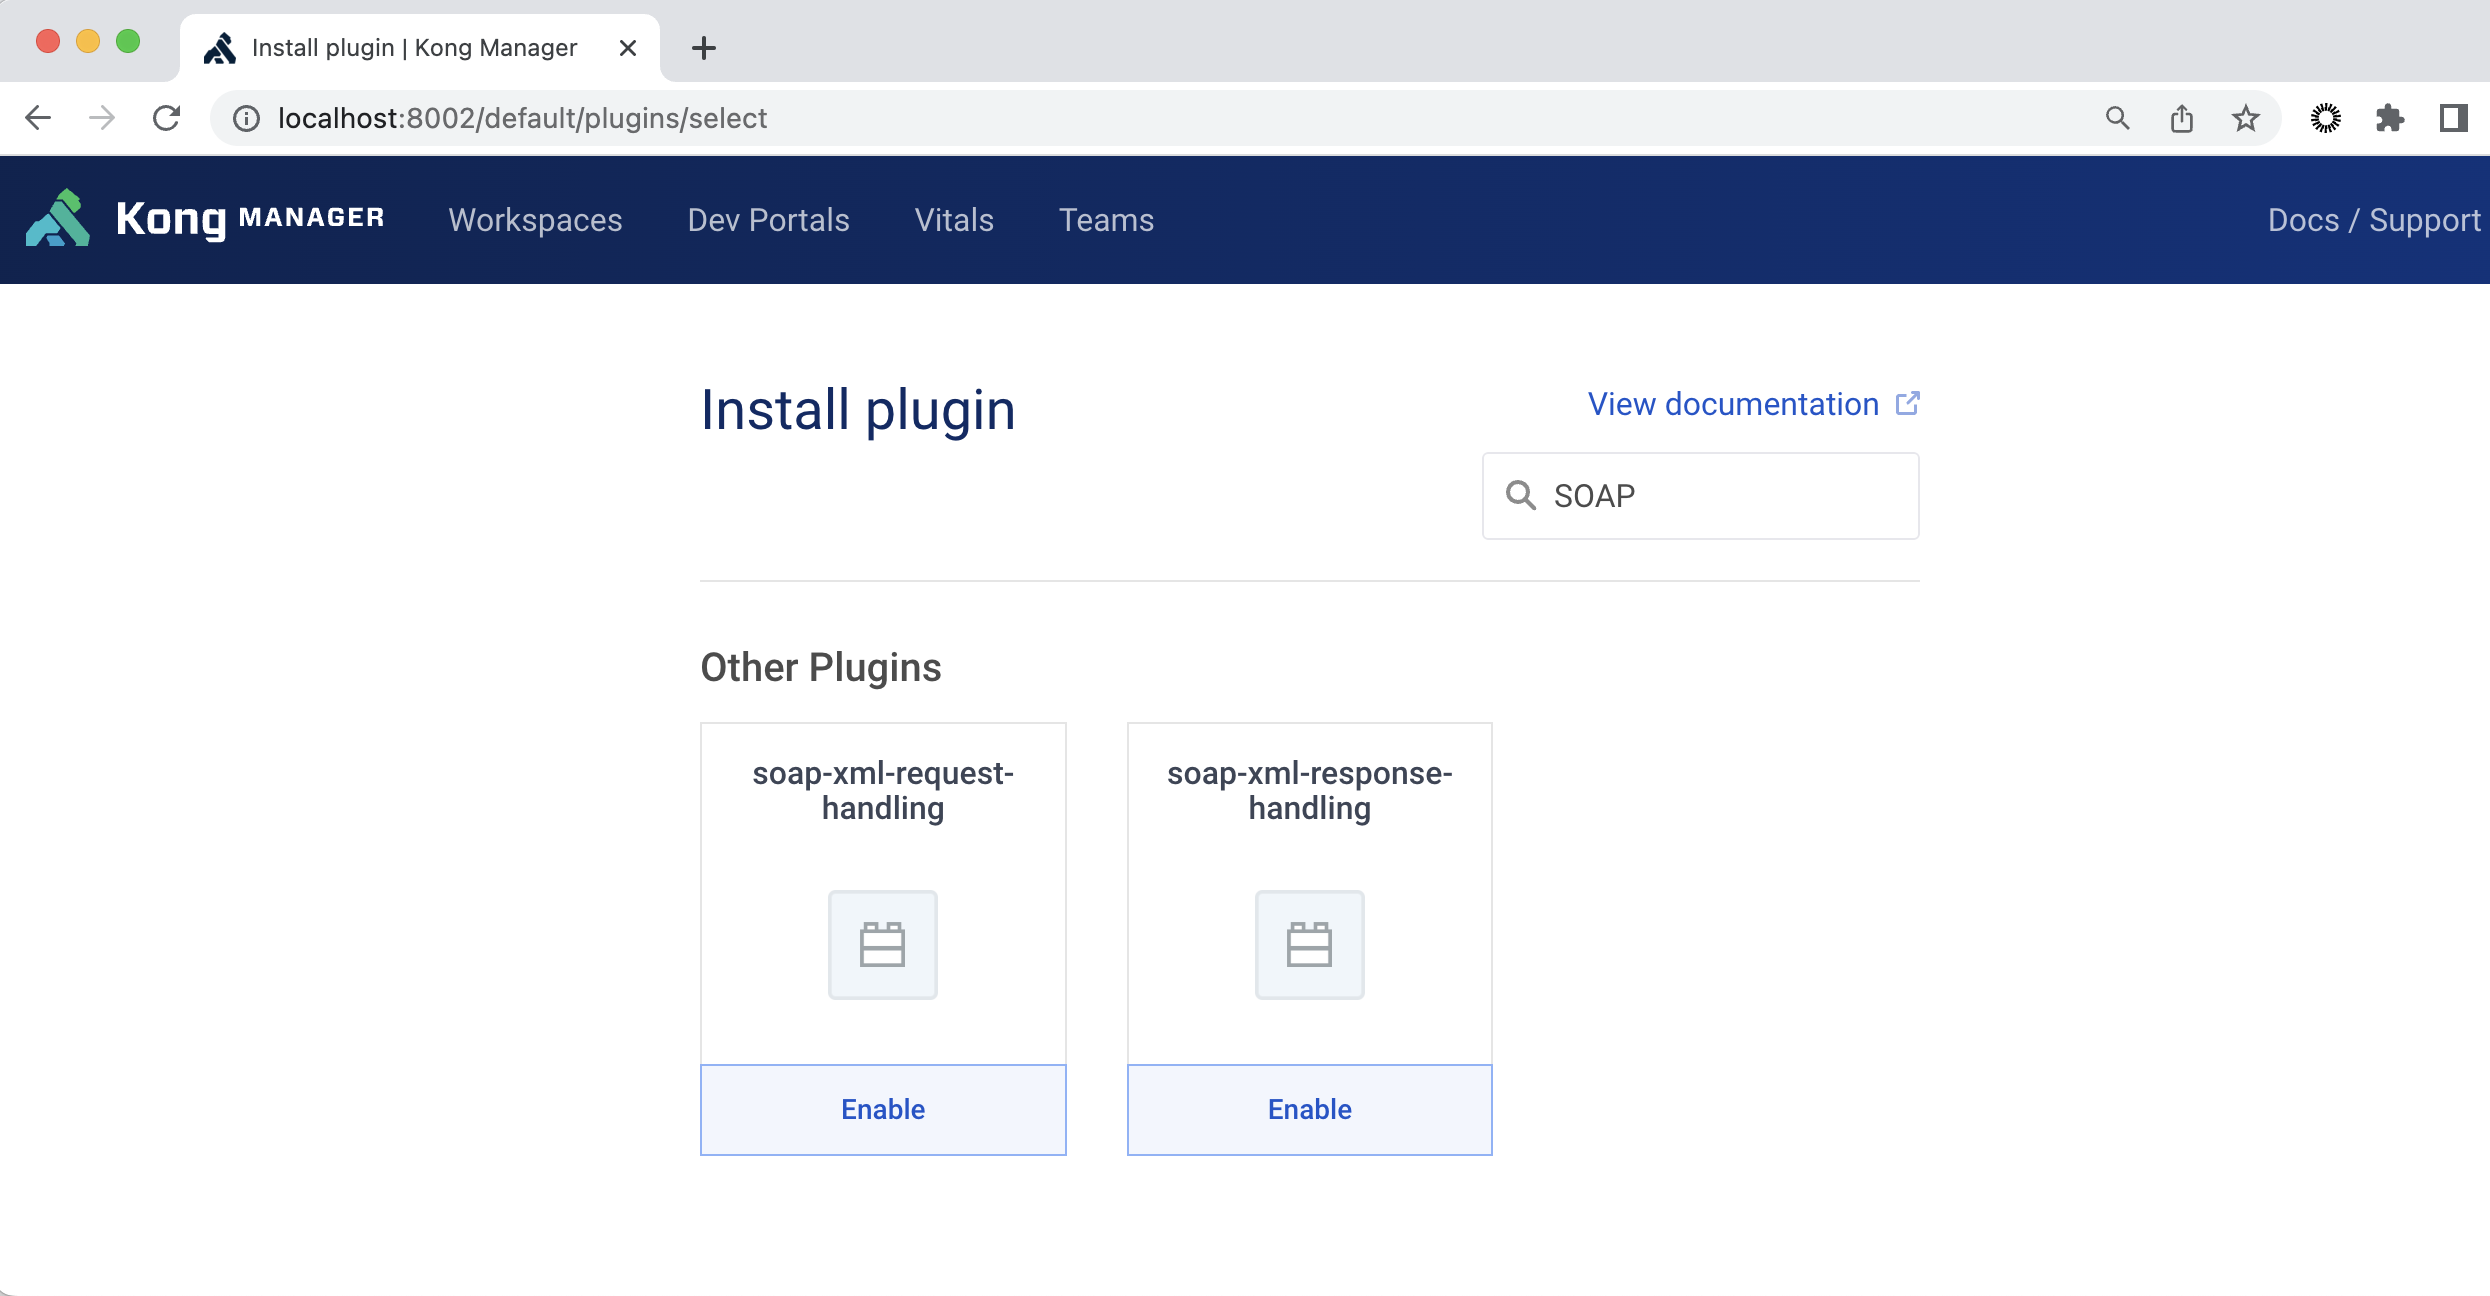 Install plugin | Kong Manager
localhost:8002/default/plugins/select
Kong MANAGER
Workspaces
Dev Portals
Vitals
Teams
Docs / Support
Install plugin
View documentation
SOAP
Other Plugins
soap-xml-request-
handling
soap-xml-response-
handling
Enable
Enable